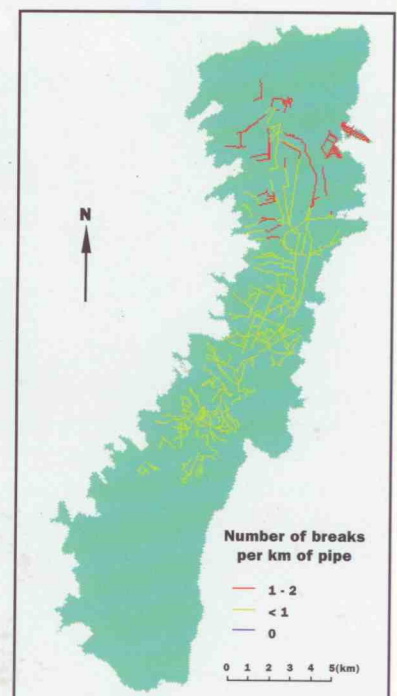 N
Number of breaks
per km of pipe
1 - 2
< 1
0
0 1 2 3 4 5(km)